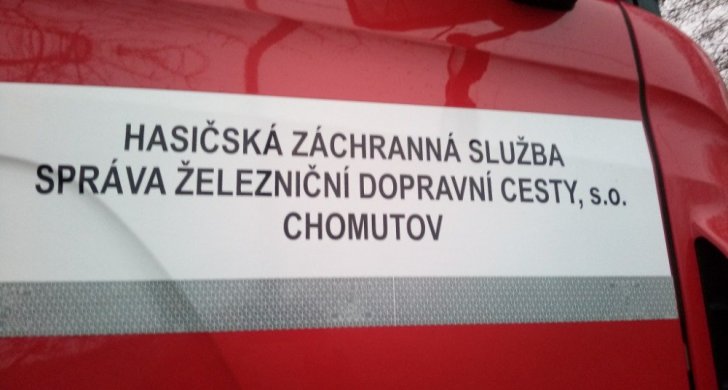 HASIČSKÁ ZÁCHRANNÁ SLUŽBA
SPRÁVA ŽELEZNIČNÍ DOPRAVNÍ CESTY, s.o.
CHOMUTOV